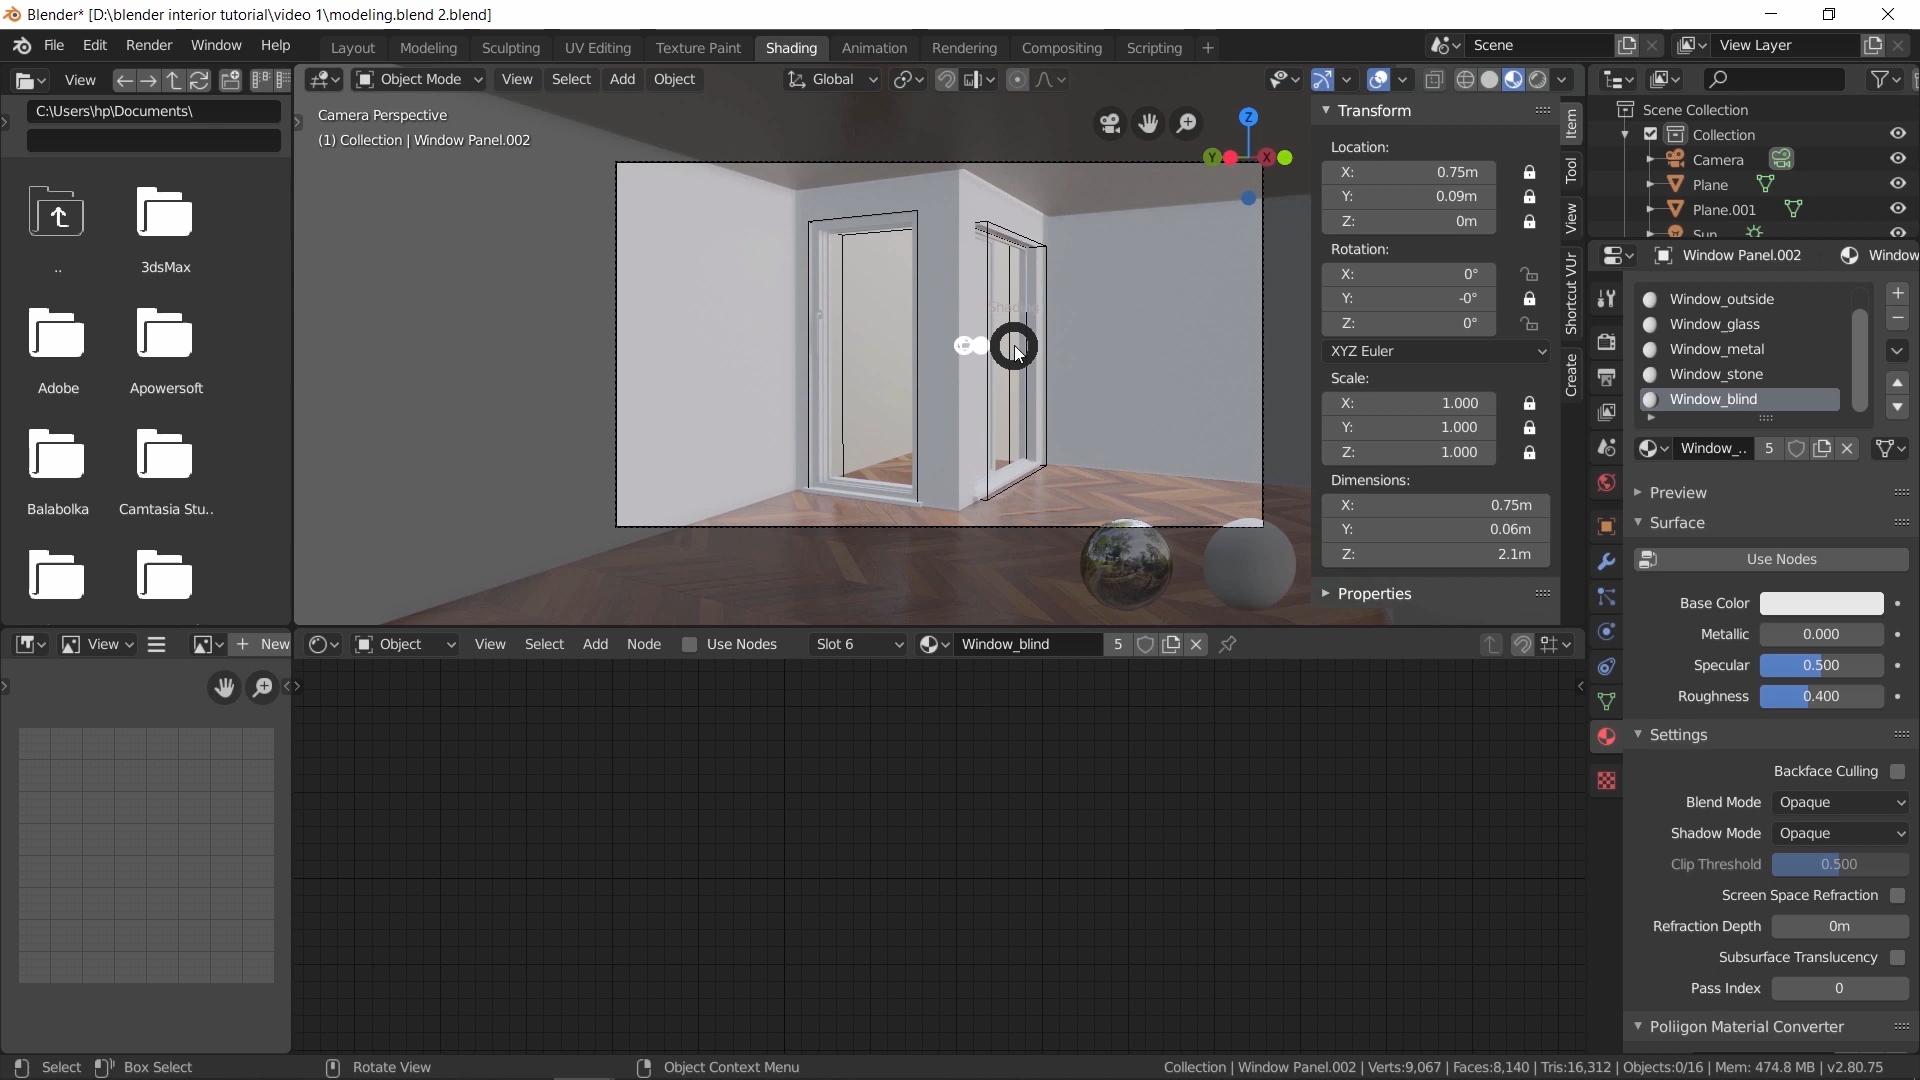 Blender* [D:\blender interior tutorial\video 1\modeling.blend 2.blend]
File Edit Render Window Help
Layout Modeling Sculpting UV Editing Texture Paint Shading Animation Rendering Compositing Scripting +
Scene
View Layer
View
C:\Users\hp\Documents\
..
3dsMax
Adobe
Apowersoft
Balabolka
Camtasia Stu..
Object Mode View Select Add Object
Global
Camera Perspective
(1) Collection | Window Panel.002
Z
Y
X
Transform
Location:
X: 0.75m
Y: 0.09m
Z: 0m
Rotation:
X: 0°
Y: -0°
Z: 0°
XYZ Euler
Scale:
X: 1.000
Y: 1.000
Z: 1.000
Dimensions:
X: 0.75m
Y: 0.06m
Z: 2.1m
Properties
Item
Tool
View
Shortcut VUr
Create
Scene Collection
Collection
Camera
Plane
Plane.001
Sun
Window Panel.002
Window
Window_outside
Window_glass
Window_metal
Window_stone
Window_blind
Window_.. 5
Preview
Surface
Use Nodes
Base Color
Metallic 0.000
Specular 0.500
Roughness 0.400
Settings
Backface Culling
Blend Mode Opaque
Shadow Mode Opaque
Clip Threshold 0.500
Screen Space Refraction
Refraction Depth 0m
Subsurface Translucency
Pass Index 0
Poliigon Material Converter
View
+ New
Object View Select Add Node Use Nodes Slot 6 Window_blind 5
Select Box Select Rotate View Object Context Menu
Collection | Window Panel.002 | Verts:9,067 | Faces:8,140 | Tris:16,312 | Objects:0/16 | Mem: 474.8 MB | v2.80.75